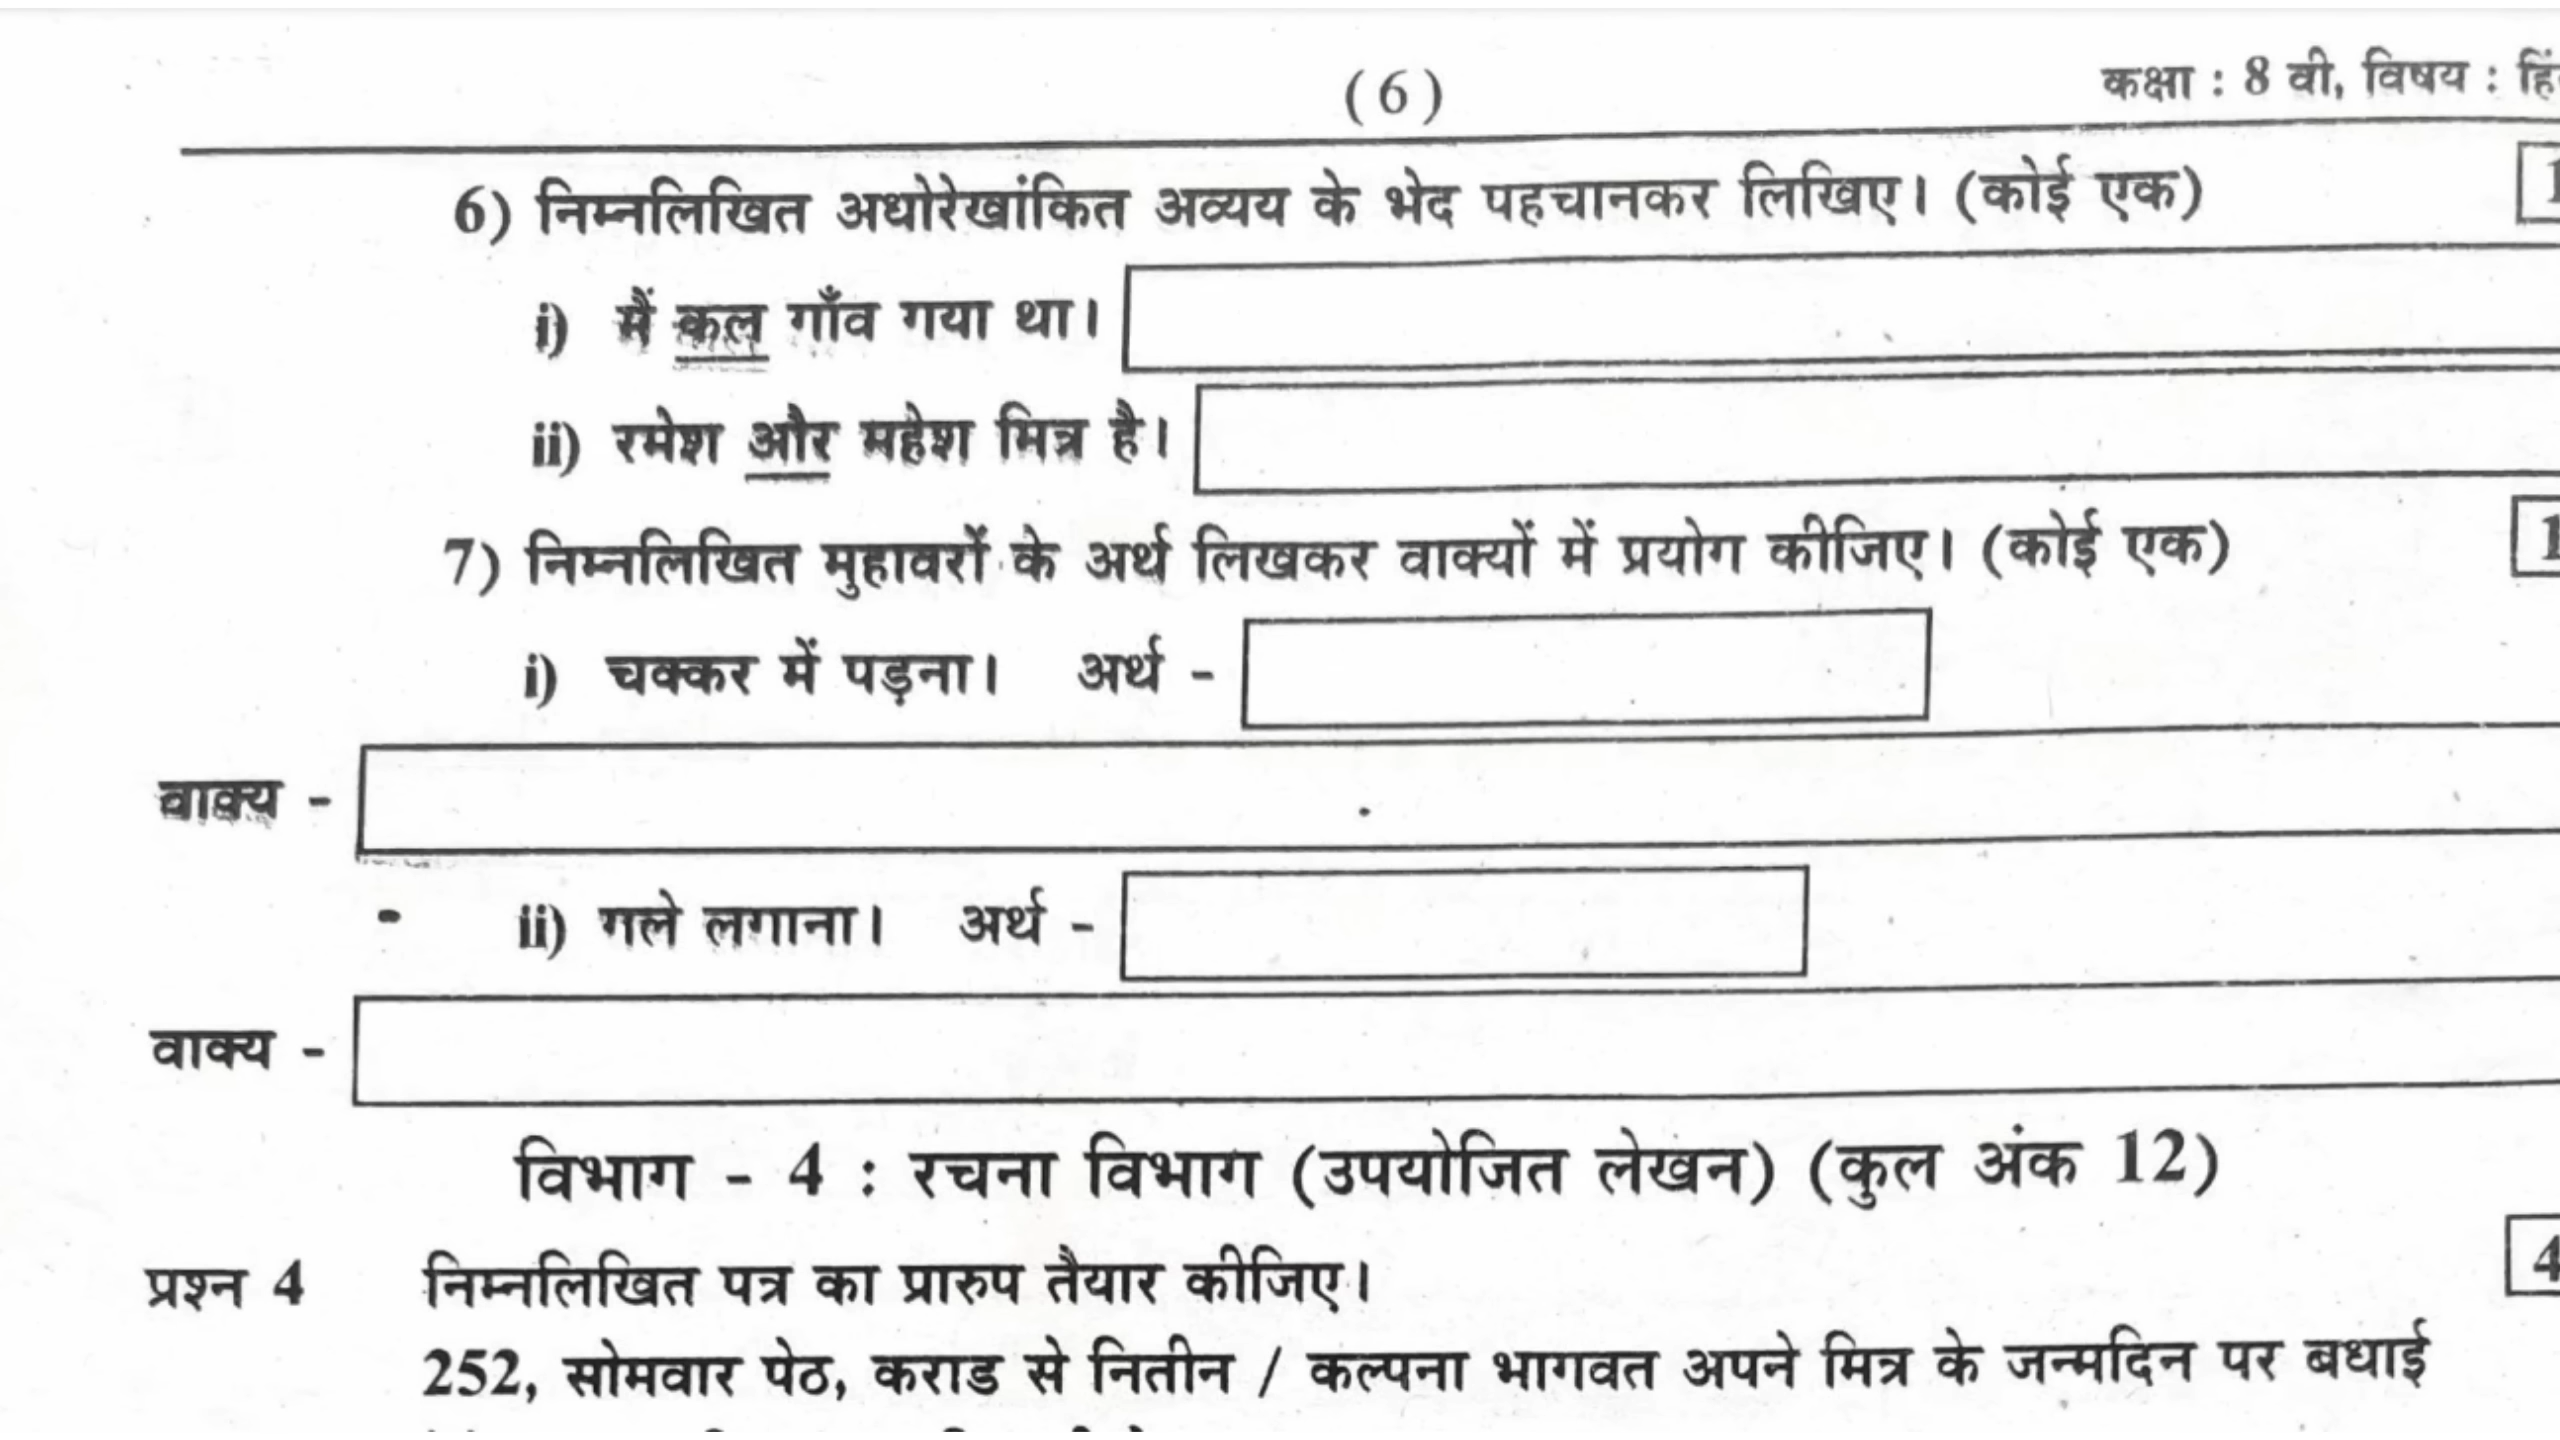 (6)
कक्षा : 8 वी, विषय :
6) निम्नलिखित अधोरेखांकित अव्यय के भेद पहचानकर लिखिए। (कोई एक)
i) मैं कल गाँव गया था।
ii) रमेश और महेश मित्र है।
7) निम्नलिखित मुहावरों के अर्थ लिखकर वाक्यों में प्रयोग कीजिए। (कोई एक)
1
i) चक्कर में पड़ना। अर्थ -
वाक्य -
ii) गले लगाना। अर्थ -
वाक्य -
विभाग - 4 : रचना विभाग (उपयोजित लेखन) (कुल अंक 12)
प्रश्न 4 निम्नलिखित पत्र का प्रारुप तैयार कीजिए।
4
252, सोमवार पेठ, कराड से नितीन / कल्पना भागवत अपने मित्र के जन्मदिन पर बधाई